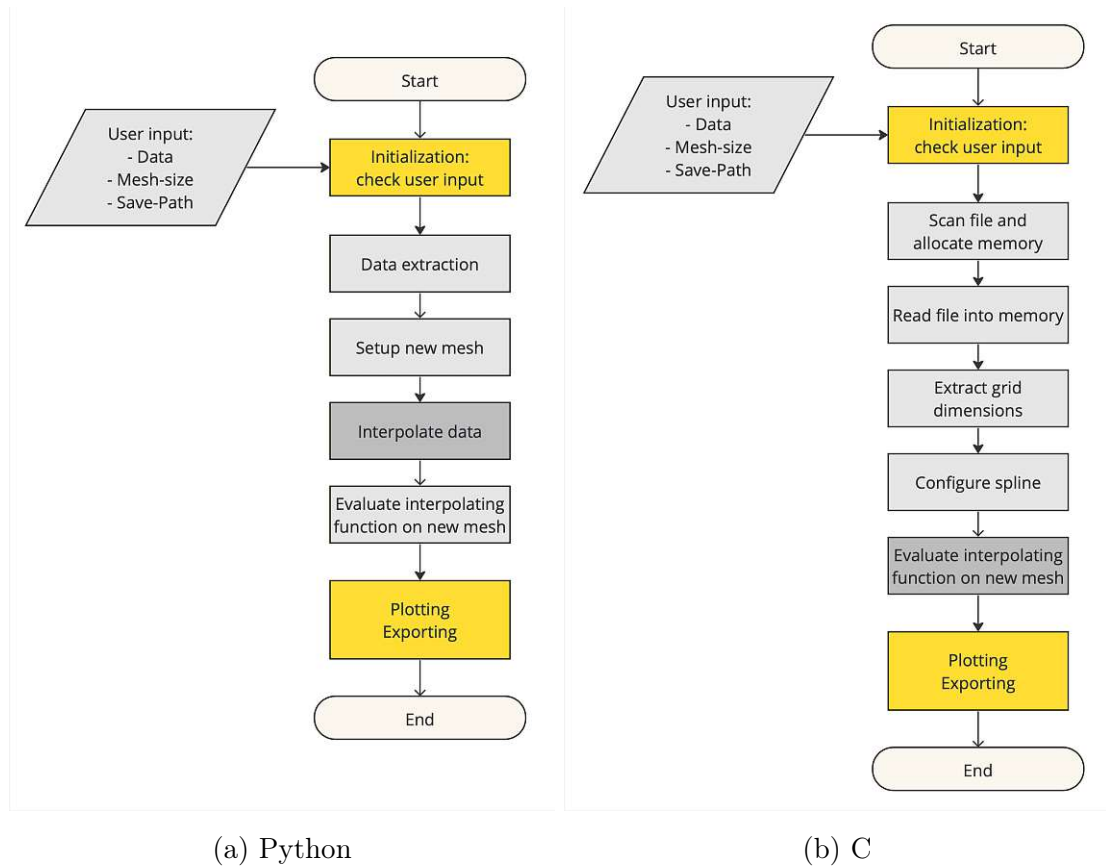 Start
User input:
- Data
- Mesh-size
- Save-Path
Initialization:
check user input
Data extraction
Setup new mesh
Interpolate data
Evaluate interpolating
function on new mesh
Plotting
Exporting
End
(a) Python
Start
User input:
- Data
- Mesh-size
- Save-Path
Initialization:
check user input
Scan file and
allocate memory
Read file into memory
Extract grid
dimensions
Configure spline
Evaluate interpolating
function on new mesh
Plotting
Exporting
End
(b) C